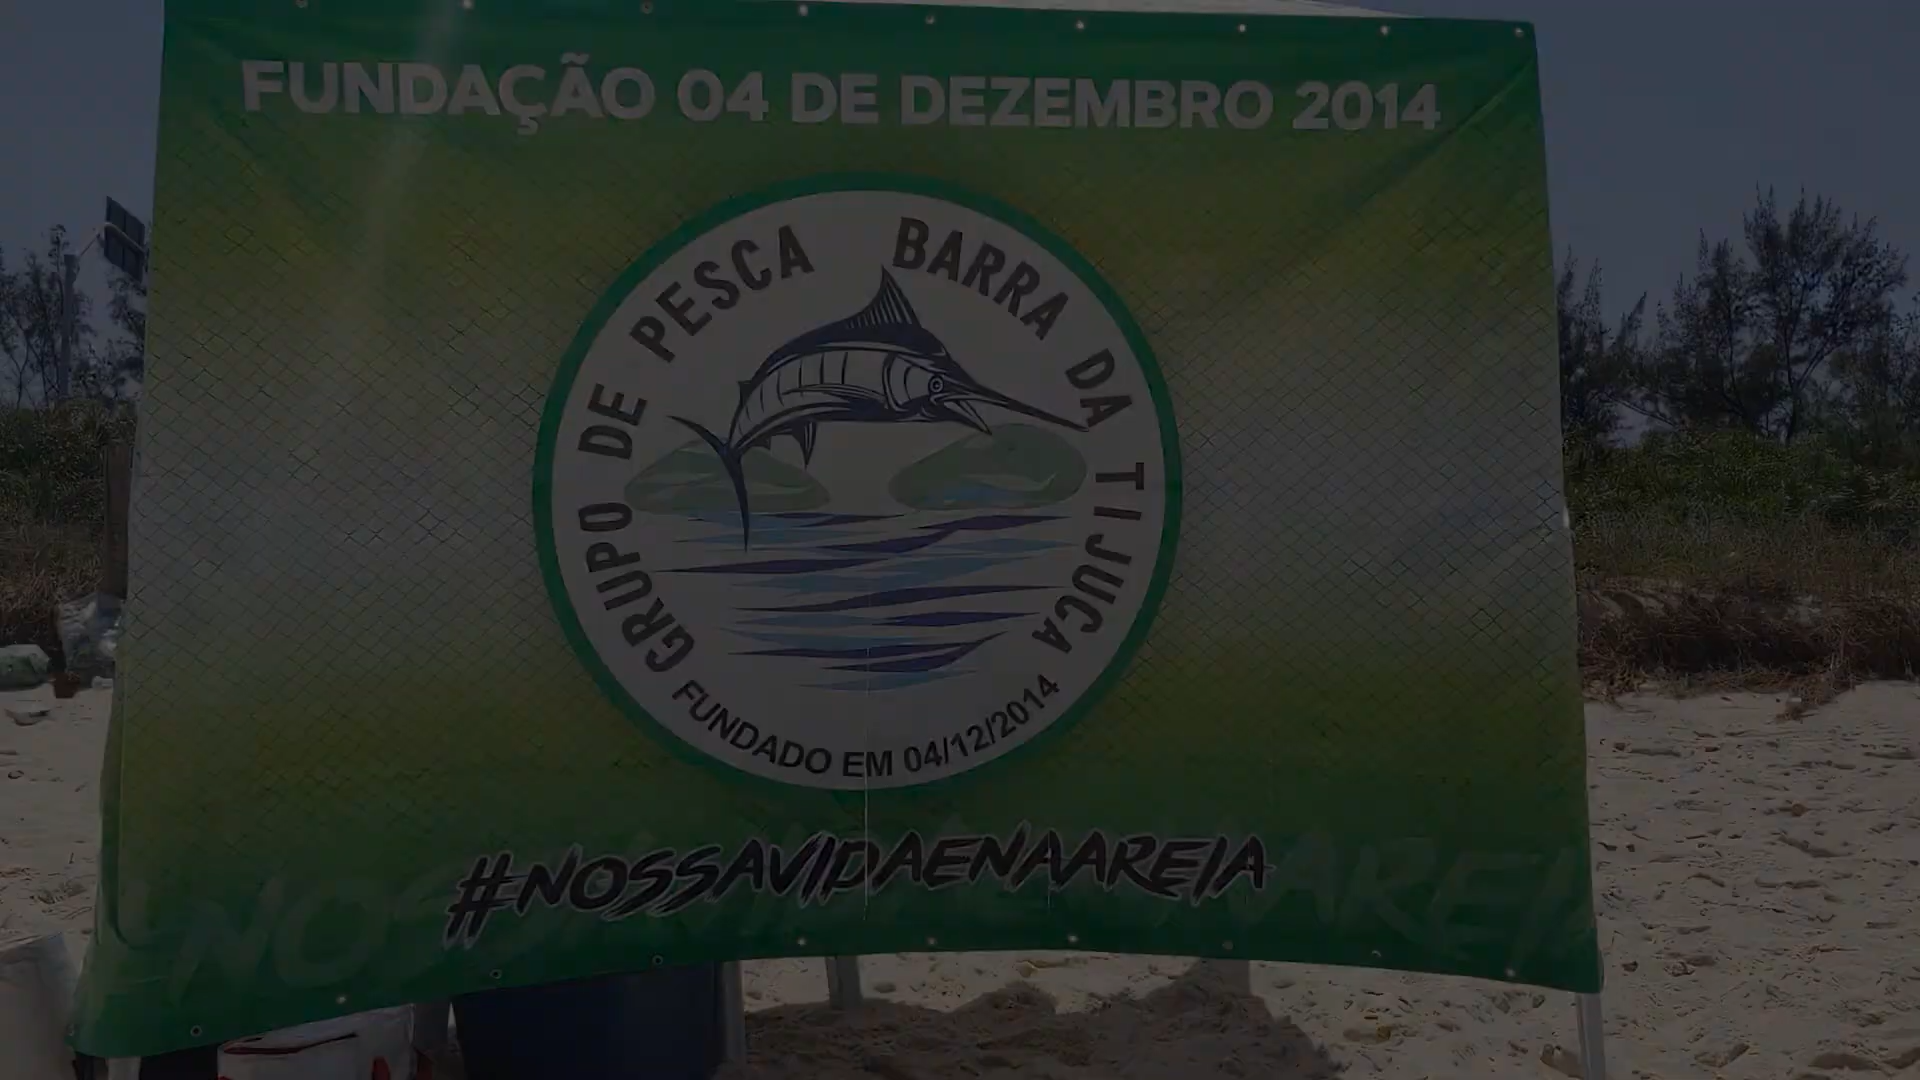 FUNDAÇÃO 04 DE DEZEMBRO 2014
GRUPO DE PESCA BARRA DA TIJUCA
FUNDADO EM 04/12/2014
#NOSSAVIDAENAAREIA